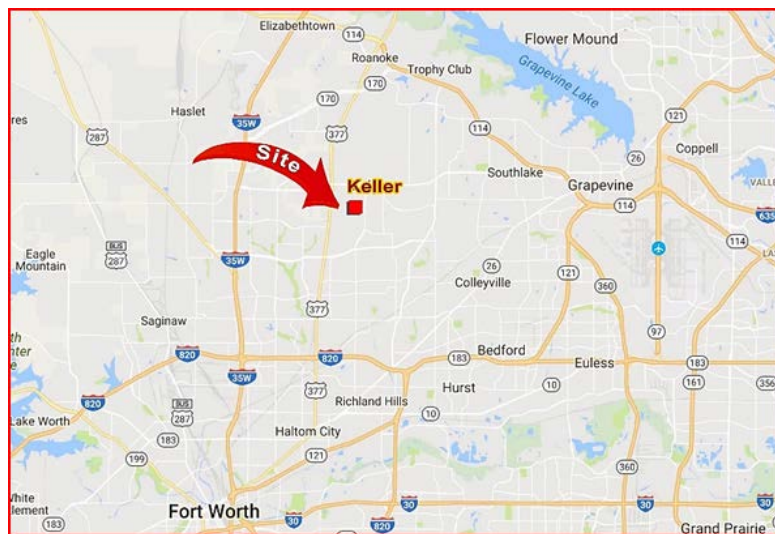 Elizabethtown
114
Flower Mound
Roanoke
Trophy Club
170
170
Grapevine Lake
Haslet
35W
377
287
121
114
26
Coppell
Site
Keller
Southlake
Grapevine
114
635
BUS
287
Eagle
Mountain
35W
121
360
114
26
Colleyville
377
Saginaw
97
820
820
183
Bedford
Euless
183
35W
377
Hurst
10
161
356
820
Richland Hills
10
BUS
287
Lake Worth
183
Haltom City
121
199
360
White
Fort Worth
30
30
30
183
820
Grand Prairie